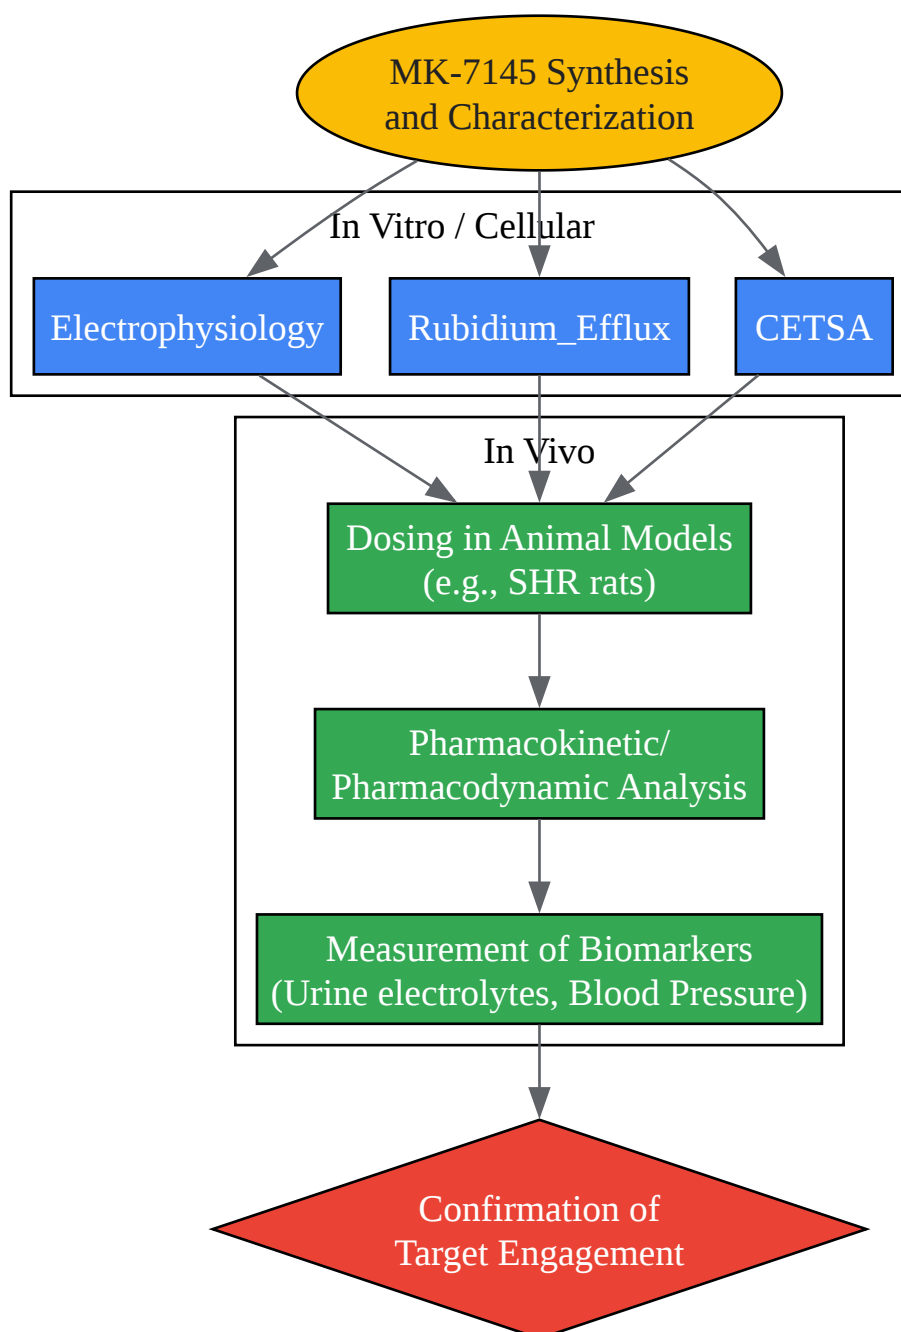 MK-7145 Synthesis
and Characterization
In Vitro / Cellular
Electrophysiology
Rubidium_Efflux
CETSA
In Vivo
Dosing in Animal Models
(e.g., SHR rats)
Pharmacokinetic/
Pharmacodynamic Analysis
Measurement of Biomarkers
(Urine electrolytes, Blood Pressure)
Confirmation of
Target Engagement